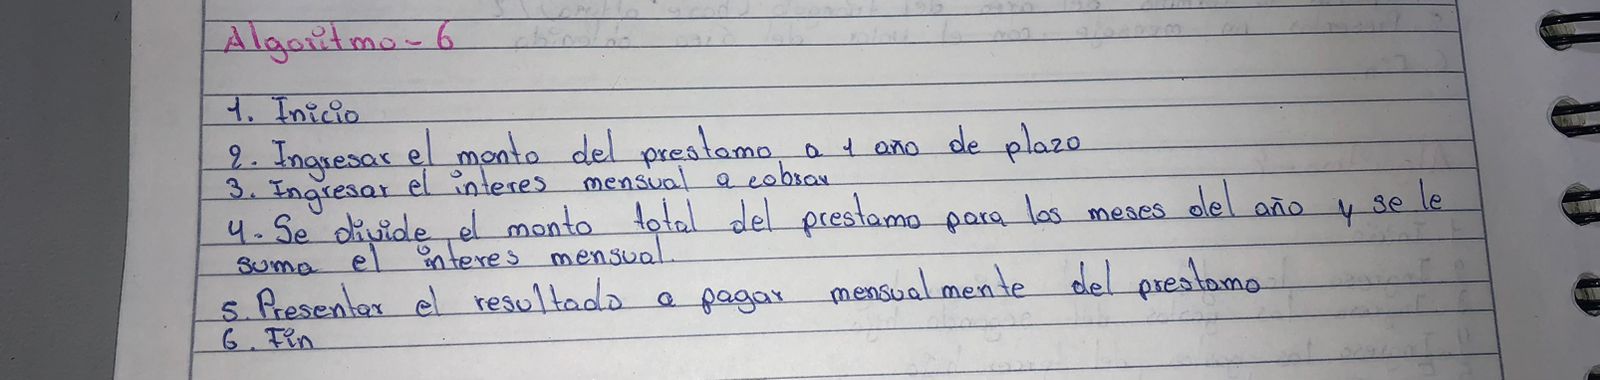 Algoritmo - 6
1. Inicio
2. Ingresar el monto del prestamo a 1 año de plazo
3. Ingresar el interes mensual a cobrar
4. Se divide el monto total del prestamo para los meses del año y se le
suma el interes mensual.
5. Presentar el resultado a pagar mensualmente del prestamo
6. Fin